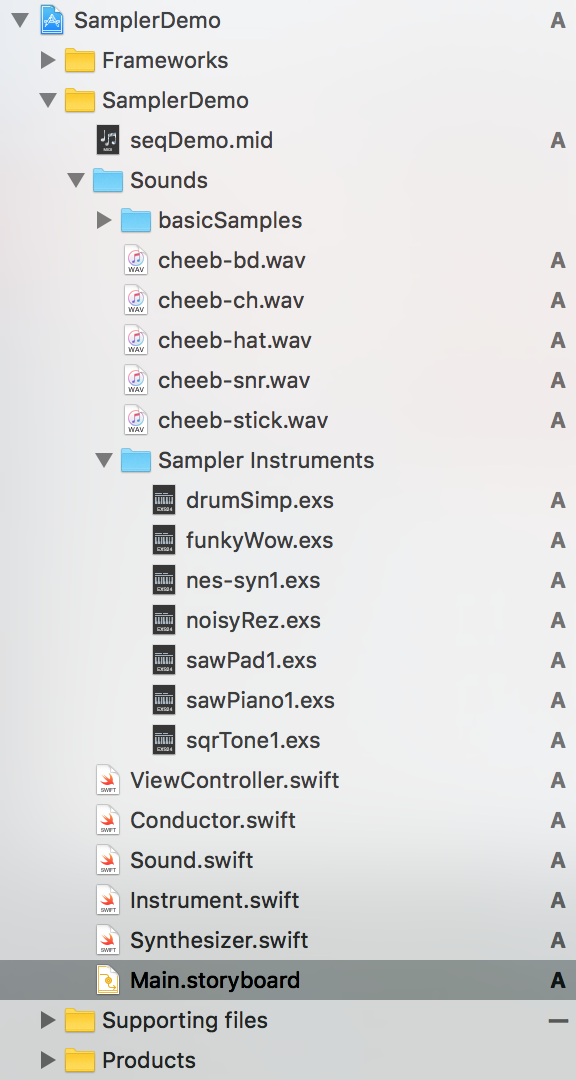 SamplerDemo A
Frameworks
SamplerDemo
seqDemo.mid A
Sounds
basicSamples
cheeb-bd.wav A
cheeb-ch.wav A
cheeb-hat.wav A
cheeb-snr.wav A
cheeb-stick.wav A
Sampler Instruments
drumSimp.exs A
funkyWow.exs A
nes-syn1.exs A
noisyRez.exs A
sawPad1.exs A
sawPiano1.exs A
sqrTone1.exs A
ViewController.swift A
Conductor.swift A
Sound.swift A
Instrument.swift A
Synthesizer.swift A
Main.storyboard A
Supporting files —
Products